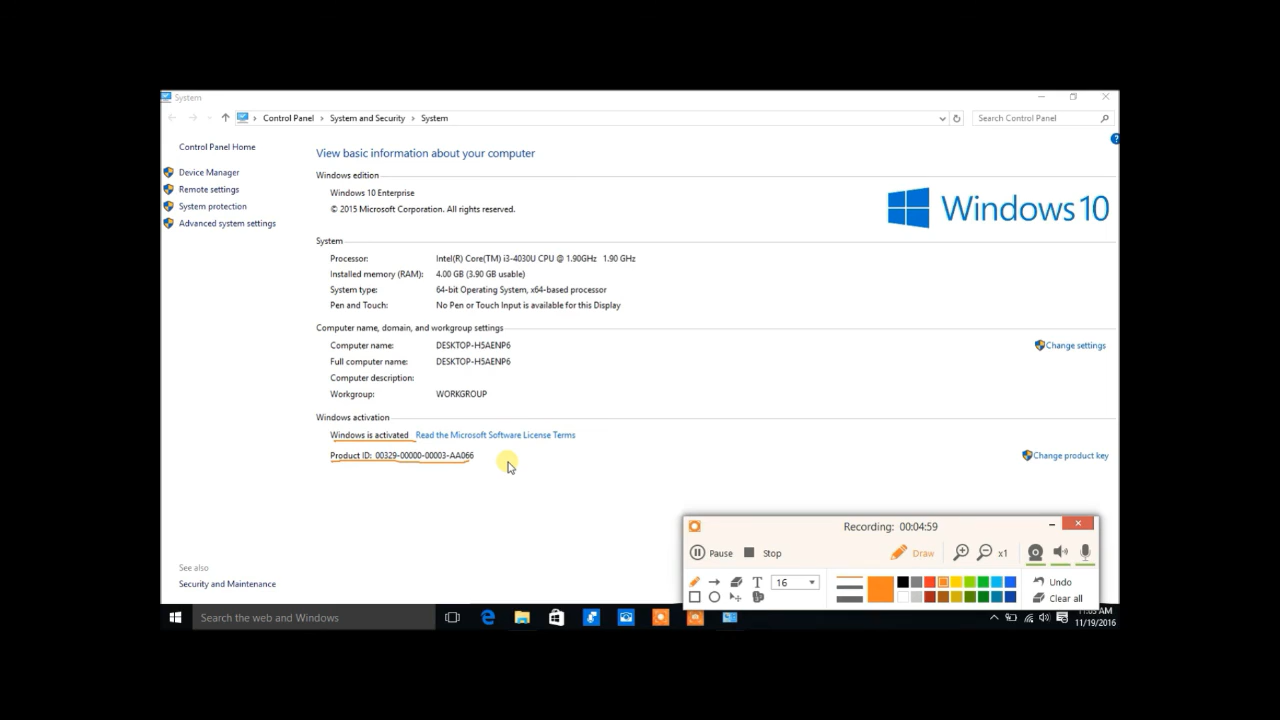 System
Control Panel > System and Security > System
Search Control Panel
Control Panel Home
Device Manager
Remote settings
System protection
Advanced system settings
See also
Security and Maintenance
View basic information about your computer
Windows edition
Windows 10 Enterprise
© 2015 Microsoft Corporation. All rights reserved.
Windows 10
System
Processor: Intel(R) Core(TM) i3-4030U CPU @ 1.90GHz 1.90 GHz
Installed memory (RAM): 4.00 GB (3.90 GB usable)
System type: 64-bit Operating System, x64-based processor
Pen and Touch: No Pen or Touch Input is available for this Display
Computer name, domain, and workgroup settings
Computer name: DESKTOP-H5AENP6
Change settings
Full computer name: DESKTOP-H5AENP6
Computer description:
Workgroup: WORKGROUP
Windows activation
Windows is activated Read the Microsoft Software License Terms
Product ID: 00329-00000-00003-AA066
Change product key
Recording: 00:04:59
Pause Stop Draw x1
T 16 Undo
Clear all
Search the web and Windows
11:05 AM
11/19/2016